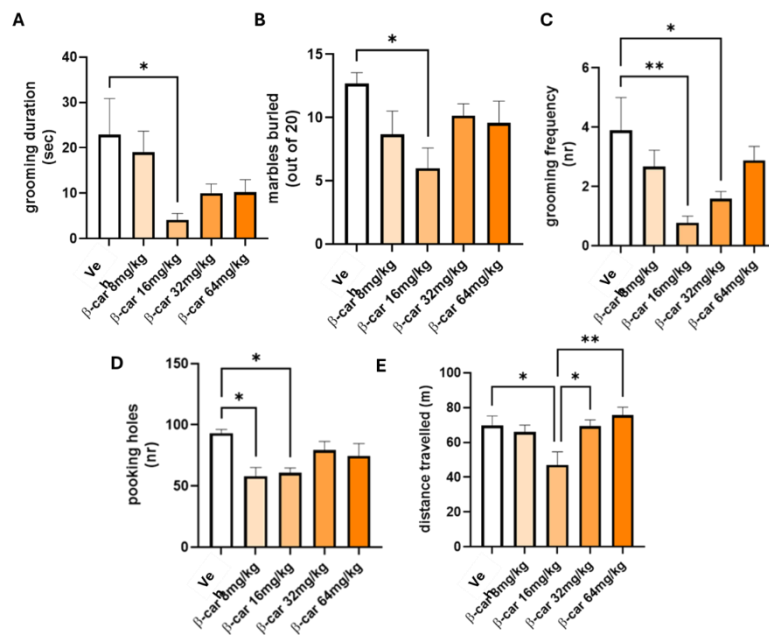 A
grooming duration
(sec)
40
30
20
10
0
*
Ve
h
β-car 8mg/kg
β-car 16mg/kg
β-car 32mg/kg
β-car 64mg/kg
B
marbles buried
(out of 20)
15
10
5
0
*
Ve
h
β-car 8mg/kg
β-car 16mg/kg
β-car 32mg/kg
β-car 64mg/kg
C
grooming frequency
(nr)
6
4
2
0
*
**
Ve
h
β-car 8mg/kg
β-car 16mg/kg
β-car 32mg/kg
β-car 64mg/kg
D
pooking holes
(nr)
150
100
50
0
*
*
Ve
h
β-car 8mg/kg
β-car 16mg/kg
β-car 32mg/kg
β-car 64mg/kg
E
distance travelled (m)
100
80
60
40
20
0
**
*
*
Ve
h
β-car 8mg/kg
β-car 16mg/kg
β-car 32mg/kg
β-car 64mg/kg